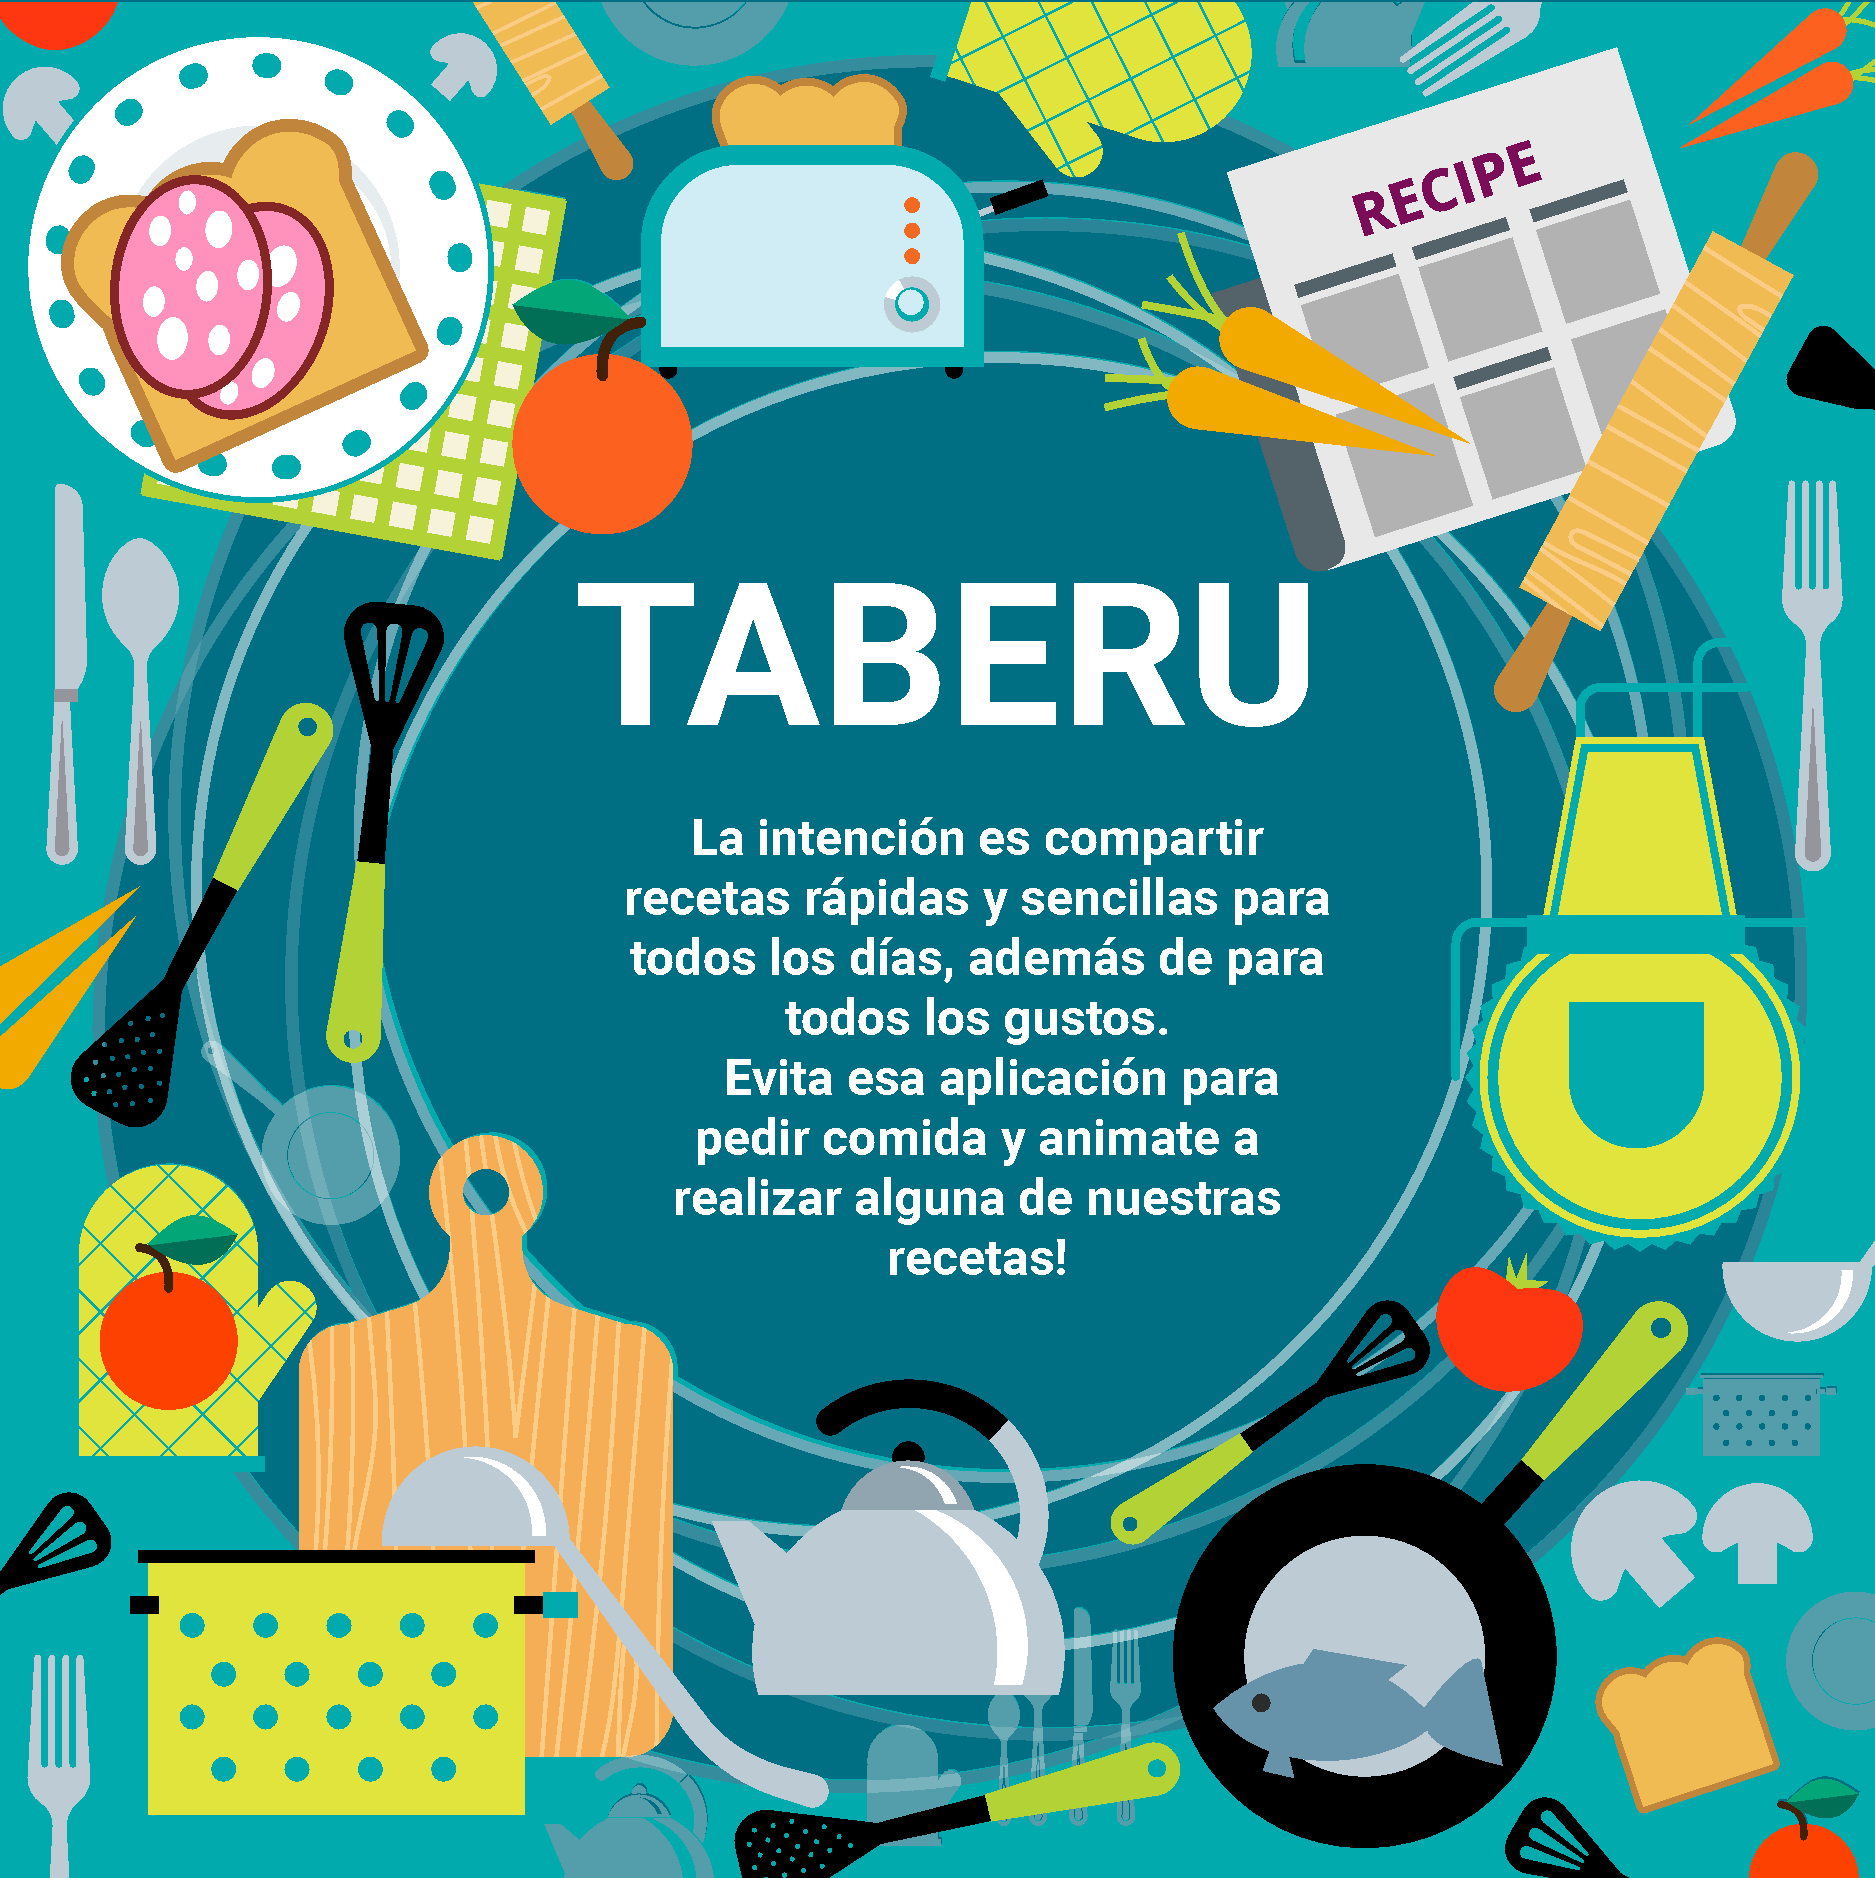 RECIPE
TABERU
La intención es compartir
recetas rápidas y sencillas para
todos los días, además de para
todos los gustos.
Evita esa aplicación para
pedir comida y animate a
realizar alguna de nuestras
recetas!